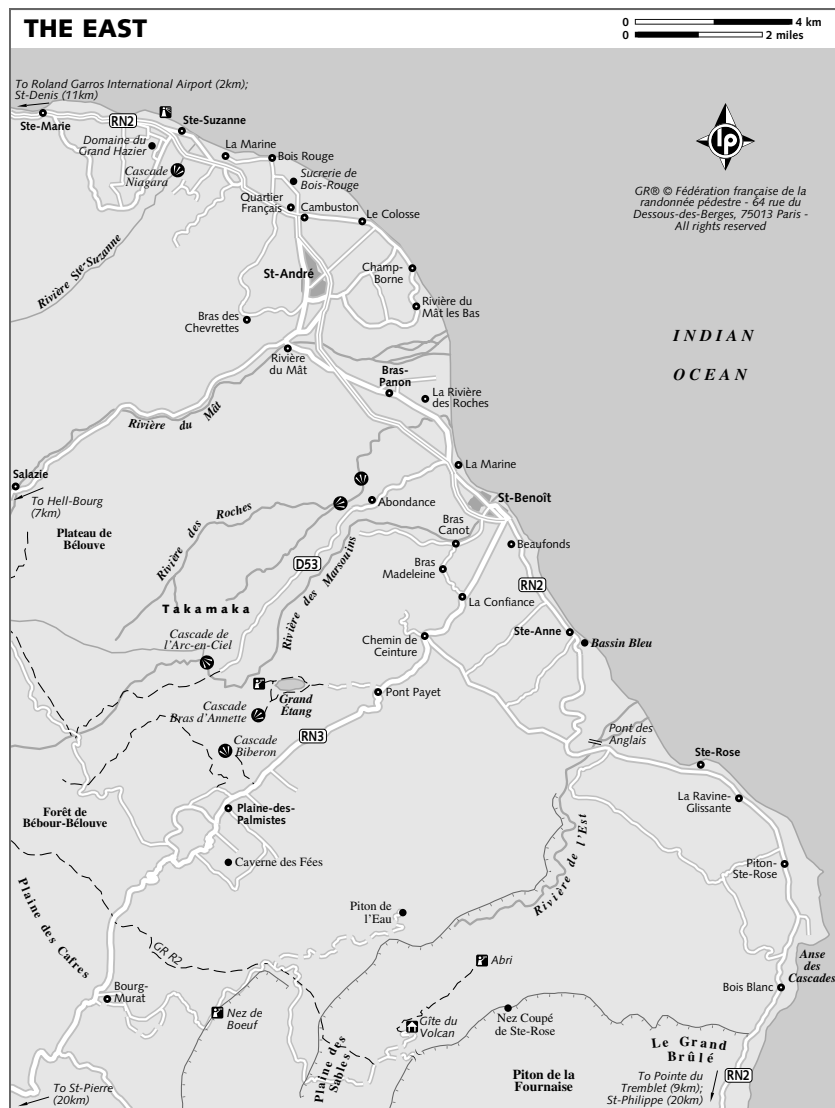 THE EAST
0 4 km
0 2 miles
To Roland Garros International Airport (2km);
St-Denis (11km)
Ste-Marie
RN2
Ste-Suzanne
Domaine du
Grand Hazier
La Marine
Bois Rouge
Cascade
Niagara
Sucrerie de
Bois-Rouge
Quartier
Français
Cambuston
Le Colosse
lp
GR® © Fédération française de la
randonnée pédestre - 64 rue du
Dessous-des-Berges, 75013 Paris -
All rights reserved
Rivière Ste-Suzanne
St-André
Champ-
Borne
Bras des
Chevrettes
Rivière du
Mât les Bas
INDIAN
OCEAN
Rivière
du Mât
Bras-
Panon
La Rivière
des Roches
Rivière du Mât
Salazie
To Hell-Bourg
(7km)
La Marine
St-Benoît
Abondance
Plateau de
Bélouve
Rivière des Roches
Bras
Canot
Beaufonds
D53
Rivière des Marsouins
Bras
Madeleine
RN2
Takamaka
La Confiance
Cascade de
l'Arc-en-Ciel
Chemin de
Ceinture
Ste-Anne
Bassin Bleu
Grand
Étang
Pont Payet
Cascade
Bras d'Annette
RN3
Cascade
Biberon
Pont des
Anglais
Ste-Rose
Forêt de
Bébour-Bélouve
Plaine-des-
Palmistes
La Ravine-
Glissante
Caverne des Fées
Rivière de l'Est
Piton-
Ste-Rose
Plaine des Cafres
Piton de
l'Eau
GR R2
Abri
Anse
des
Cascades
Bourg-
Murat
Bois Blanc
Nez de
Boeuf
Gîte du
Volcan
Nez Coupé
de Ste-Rose
Plaine des
Sables
Le Grand
Brûlé
Piton de la
Fournaise
To St-Pierre
(20km)
To Pointe du
Tremblet (9km);
St-Philippe (20km)
RN2